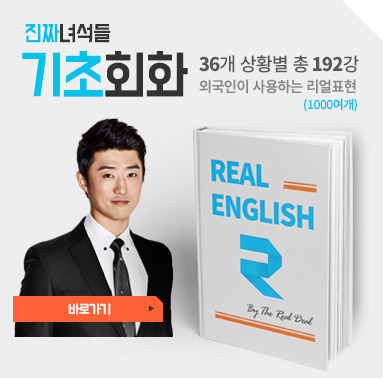 진짜녀석들
기초회화
36개 상황별 총 192강
외국인이 사용하는 리얼표현
(1000여개)
REAL
ENGLISH
R
By The Real Deal
바로가기